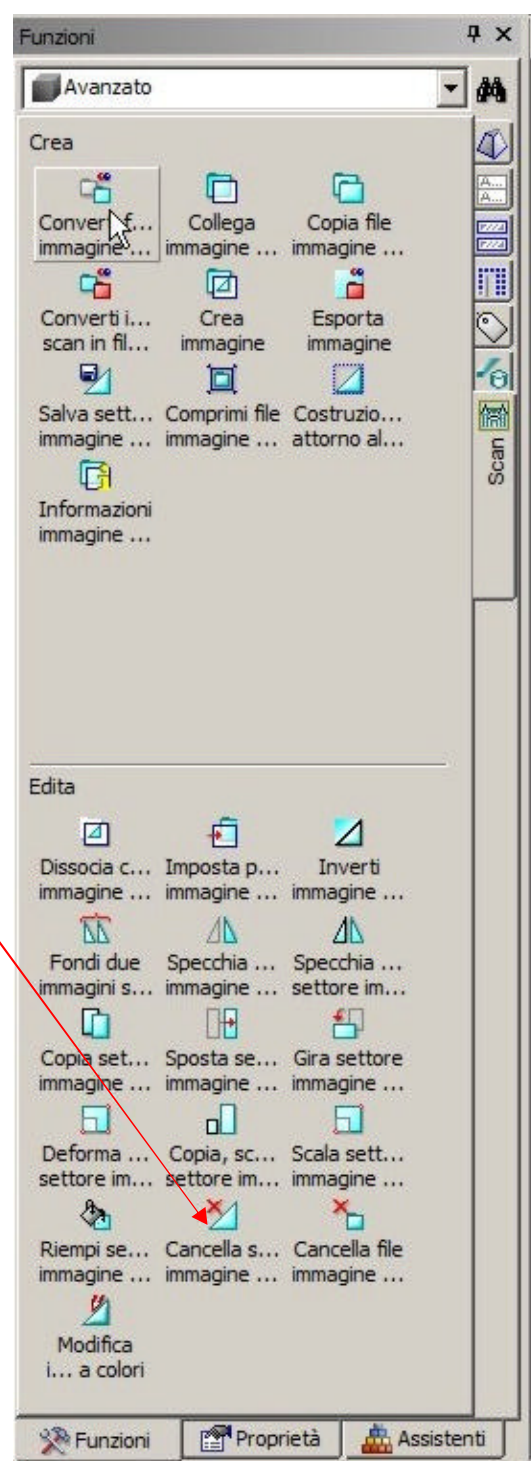 Funzioni
Avanzato
Crea
Converti f... Collega Copia file
immagine ... immagine ... immagine ...
Converti i... Crea Esporta
scan in fil... immagine immagine
Salva sett... Comprimi file Costruzio...
immagine ... immagine ... attorno al...
Informazioni
immagine ...
A...
A...
Scan
Edita
Dissocia c... Imposta p... Inverti
immagine ... immagine ... immagine ...
Fondi due Specchia ... Specchia ...
immagini s... immagine ... settore im...
Copia set... Sposta se... Gira settore
immagine ... immagine ... immagine ...
Deforma ... Copia, sc... Scala sett...
settore im... settore im... immagine ...
Riempi se... Cancella s... Cancella file
immagine ... immagine ... immagine ...
Modifica
i... a colori
Funzioni Proprietà Assistenti